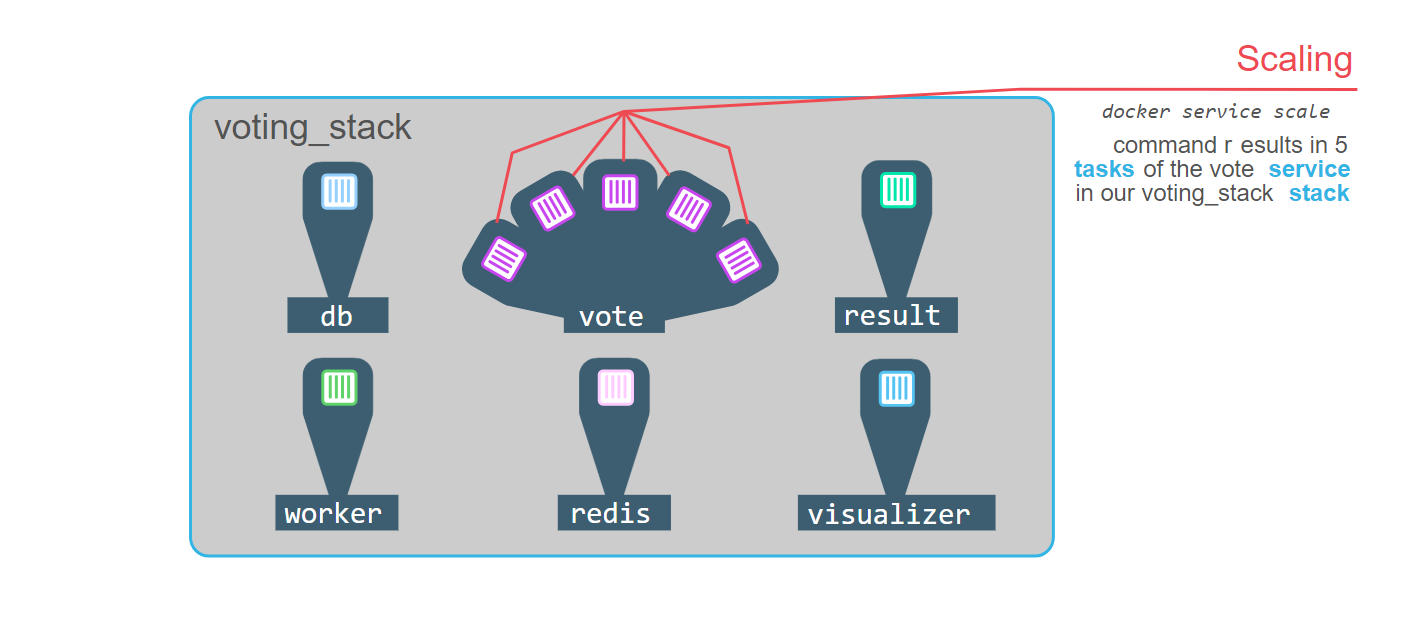 Scaling
docker service scale
command r esults in 5
tasks of the vote service
in our voting_stack stack
voting_stack
db
vote
result
worker
redis
visualizer